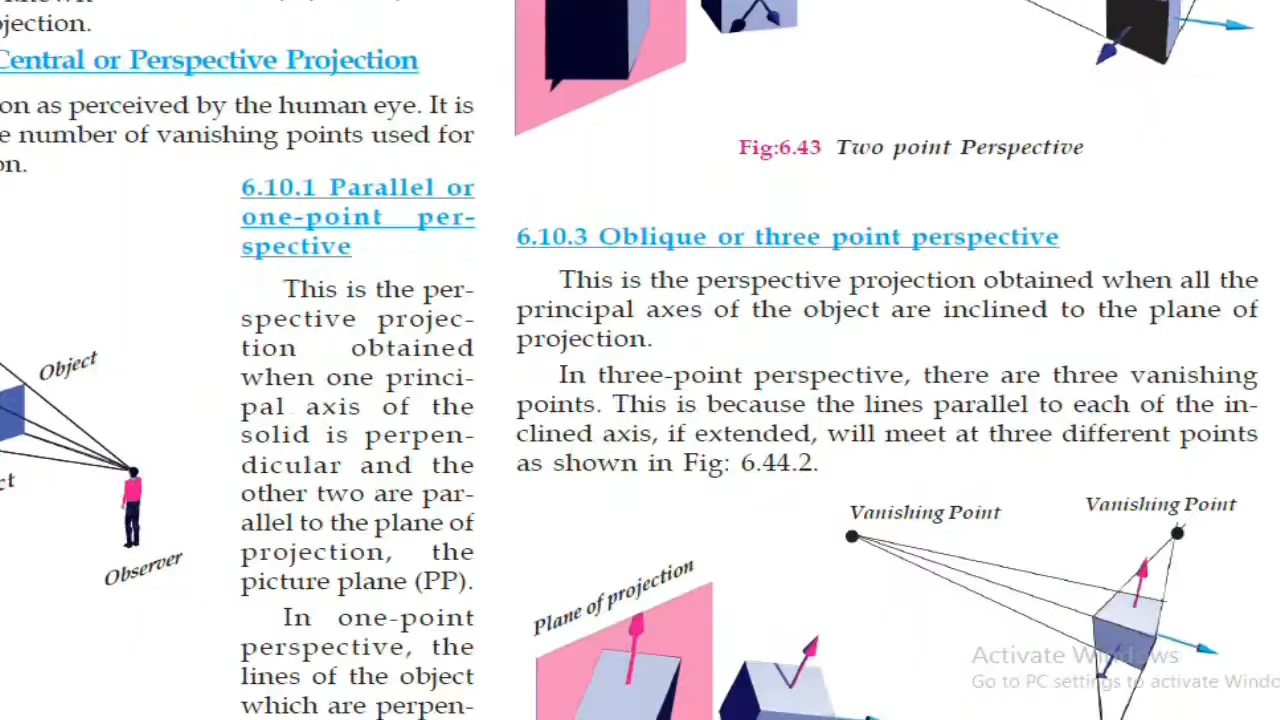 jection.
Central or Perspective Projection
on as perceived by the human eye. It is
e number of vanishing points used for
on.
6.10.1 Parallel or
one-point per-
spective
This is the per-
spective projec-
tion obtained
when one princi-
pal axis of the
solid is perpen-
dicular and the
other two are par-
allel to the plane of
projection, the
picture plane (PP).
In one-point
perspective, the
lines of the object
which are perpen-
Object
ct
Observer
Fig:6.43 Two point Perspective
6.10.3 Oblique or three point perspective
This is the perspective projection obtained when all the
principal axes of the object are inclined to the plane of
projection.
In three-point perspective, there are three vanishing
points. This is because the lines parallel to each of the in-
clined axis, if extended, will meet at three different points
as shown in Fig: 6.44.2.
Vanishing Point
Vanishing Point
Plane of projection
Activate Windows
Go to PC settings to activate Windo